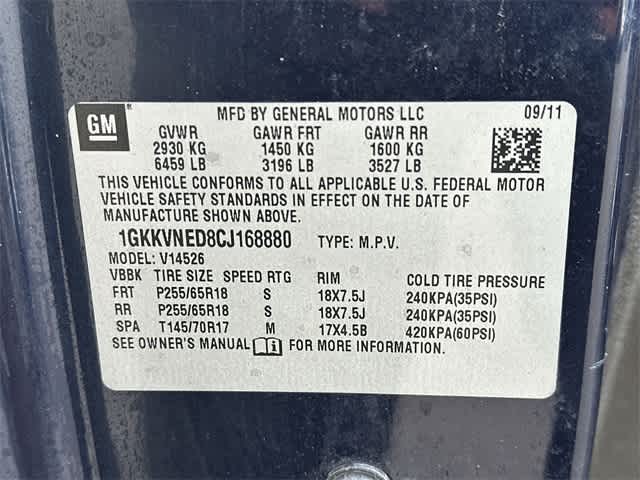 GM
MFD BY GENERAL MOTORS LLC 09/11
GVWR GAWR FRT GAWR RR
2930 KG 1450 KG 1600 KG
6459 LB 3196 LB 3527 LB
THIS VEHICLE CONFORMS TO ALL APPLICABLE U.S. FEDERAL MOTOR
VEHICLE SAFETY STANDARDS IN EFFECT ON THE DATE OF
MANUFACTURE SHOWN ABOVE.
1GKKVNED8CJ168880 TYPE: M.P.V.
MODEL: V14526
VBBK TIRE SIZE SPEED RTG RIM COLD TIRE PRESSURE
FRT P255/65R18 S 18X7.5J 240KPA(35PSI)
RR P255/65R18 S 18X7.5J 240KPA(35PSI)
SPA T145/70R17 M 17X4.5B 420KPA(60PSI)
SEE OWNER'S MANUAL FOR MORE INFORMATION.